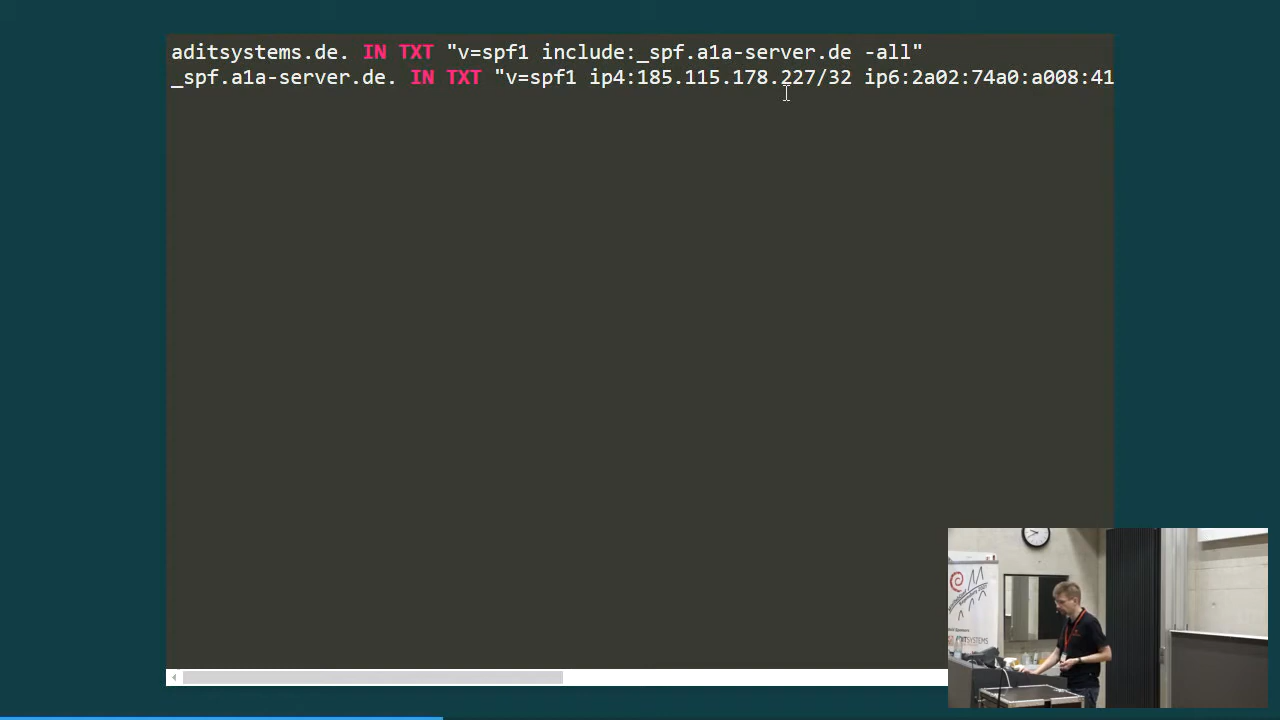 aditsystems.de. IN TXT "v=spf1 include:_spf.a1a-server.de -all"
_spf.a1a-server.de. IN TXT "v=spf1 ip4:185.115.178.227/32 ip6:2a02:74a0:a008:41